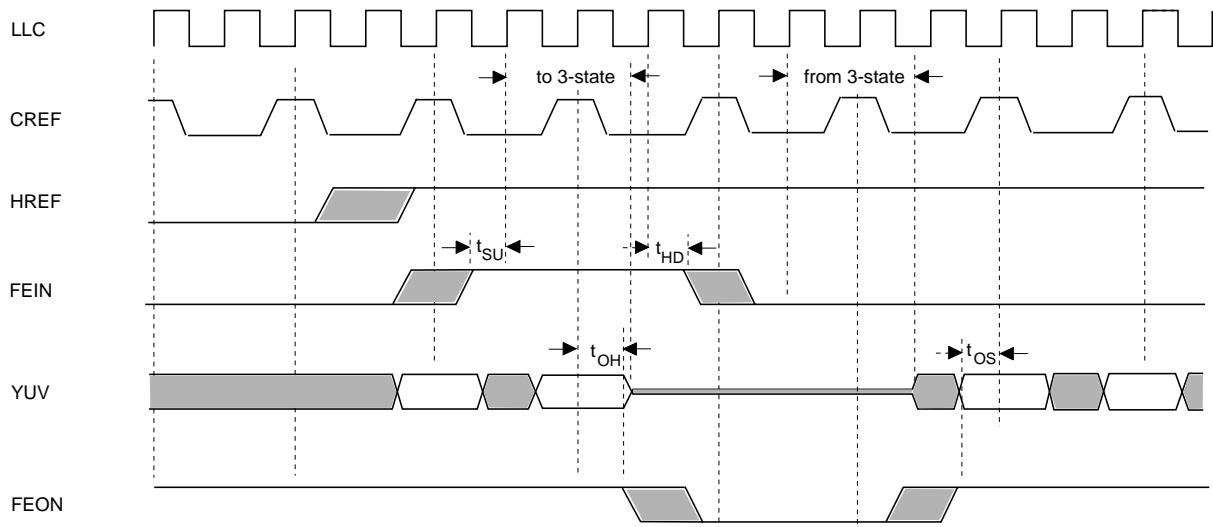 LLC
to 3-state
from 3-state
CREF
HREF
tSU
tHD
FEIN
tOH
tOS
YUV
FEON